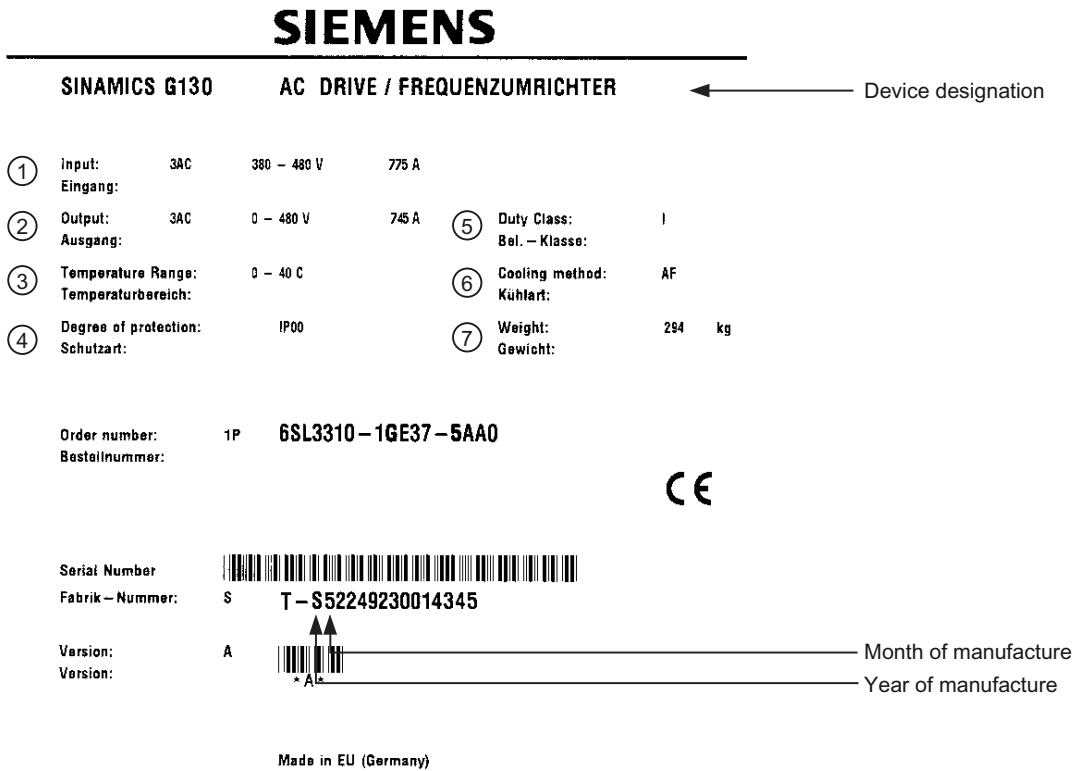 SIEMENS
SINAMICS G130 AC DRIVE / FREQUENZUMRICHTER Device designation
1 Input: 3AC 380 – 480 V 775 A
Eingang:
2 Output: 3AC 0 – 480 V 745 A 5 Duty Class: I
Ausgang: Bel. – Klasse:
3 Temperature Range: 0 – 40 C 6 Cooling method: AF
Temperaturbereich: Kühlart:
4 Degree of protection: IP00 7 Weight: 294 kg
Schutzart: Gewicht:
Order number: 1P 6SL3310 – 1GE37 – 5AA0
Bestellnummer:
CE
Serial Number
Fabrik – Nummer: S T – S52249230014345
Version: A Month of manufacture
Version: * A * Year of manufacture
Made in EU (Germany)